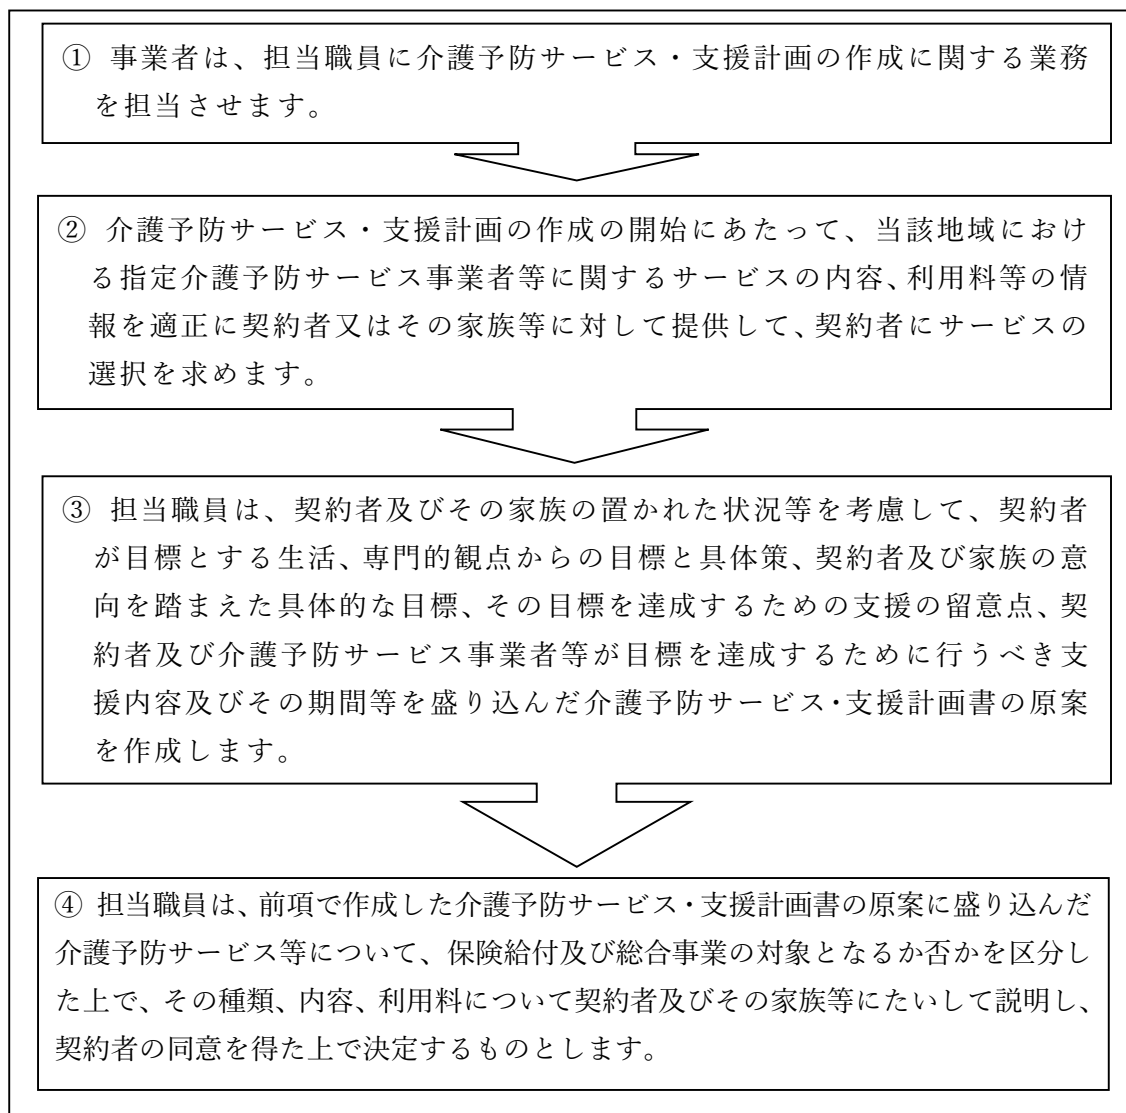 ① 事業者は、担当職員に介護予防サービス・支援計画の作成に関する業務
を担当させます。
② 介護予防サービス・支援計画の作成の開始にあたって、当該地域におけ
る指定介護予防サービス事業者等に関するサービスの内容、利用料等の情
報を適正に契約者又はその家族等に対して提供して、契約者にサービスの
選択を求めます。
③ 担当職員は、契約者及びその家族の置かれた状況等を考慮して、契約者
が目標とする生活、専門的観点からの目標と具体策、契約者及び家族の意
向を踏まえた具体的な目標、その目標を達成するための支援の留意点、契
約者及び介護予防サービス事業者等が目標を達成するために行うべき支
援内容及びその期間等を盛り込んだ介護予防サービス・支援計画書の原案
を作成します。
④ 担当職員は、前項で作成した介護予防サービス・支援計画書の原案に盛り込んだ
介護予防サービス等について、保険給付及び総合事業の対象となるか否かを区分し
た上で、その種類、内容、利用料について契約者及びその家族等にたいして説明し、
契約者の同意を得た上で決定するものとします。